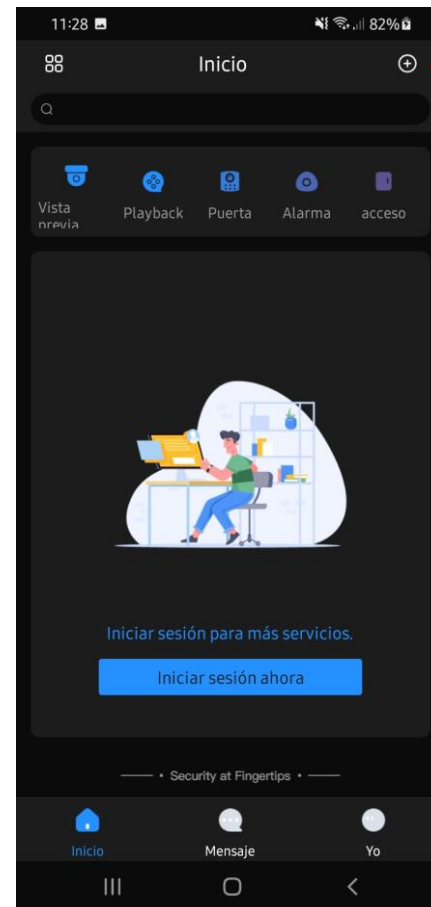 11:28
82%
Inicio
Vista
previa
Playback
Puerta
Alarma
acceso
Iniciar sesión para más servicios.
Iniciar sesión ahora
• Security at Fingertips •
Inicio
Mensaje
Yo